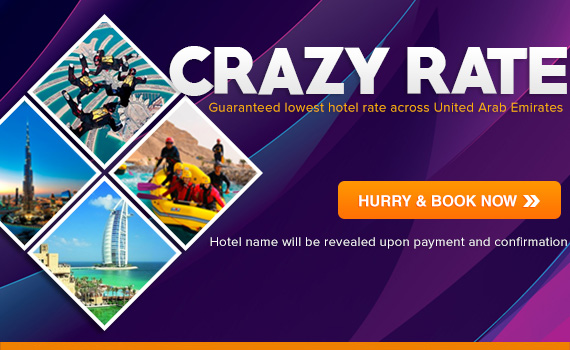 CRAZY RATE
Guaranteed lowest hotel rate across United Arab Emirates
HURRY & BOOK NOW »
Hotel name will be revealed upon payment and confirmation